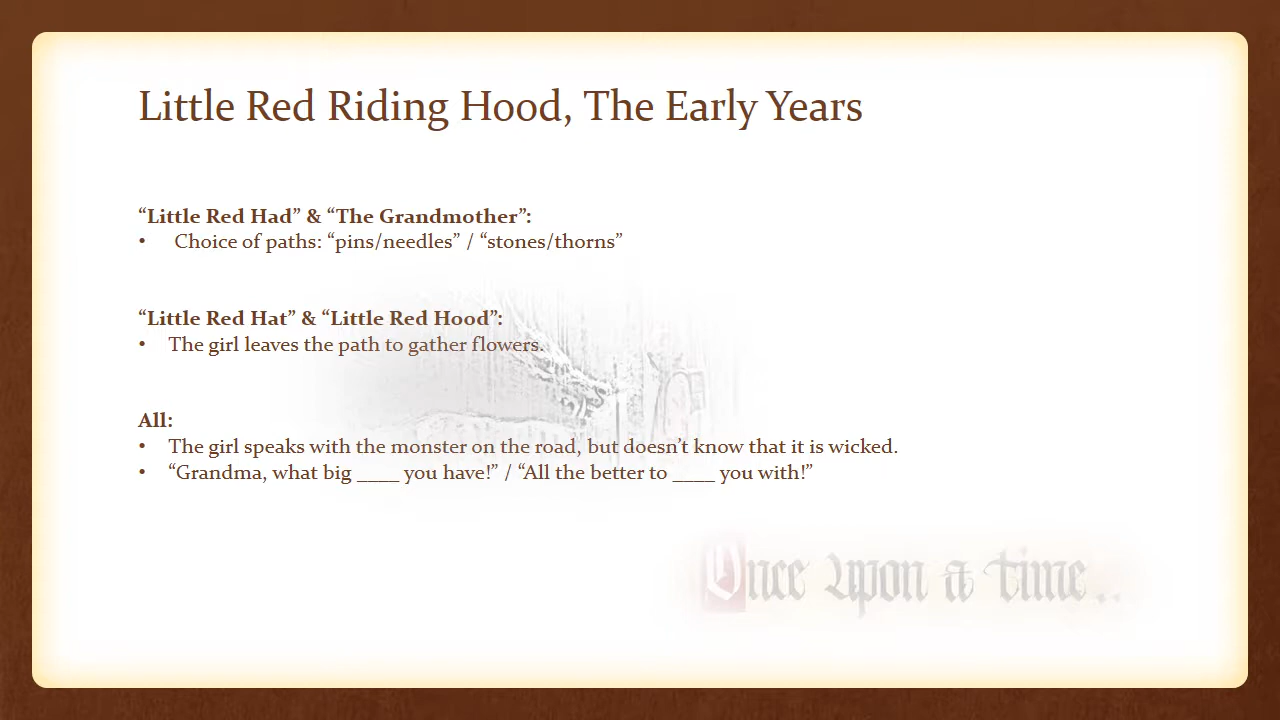 Little Red Riding Hood, The Early Years
“Little Red Had” & “The Grandmother”:
• Choice of paths: “pins/needles” / “stones/thorns”
“Little Red Hat” & “Little Red Hood”:
• The girl leaves the path to gather flowers.
All:
• The girl speaks with the monster on the road, but doesn’t know that it is wicked.
• “Grandma, what big ____ you have!” / “All the better to ____ you with!”
Once upon a time...